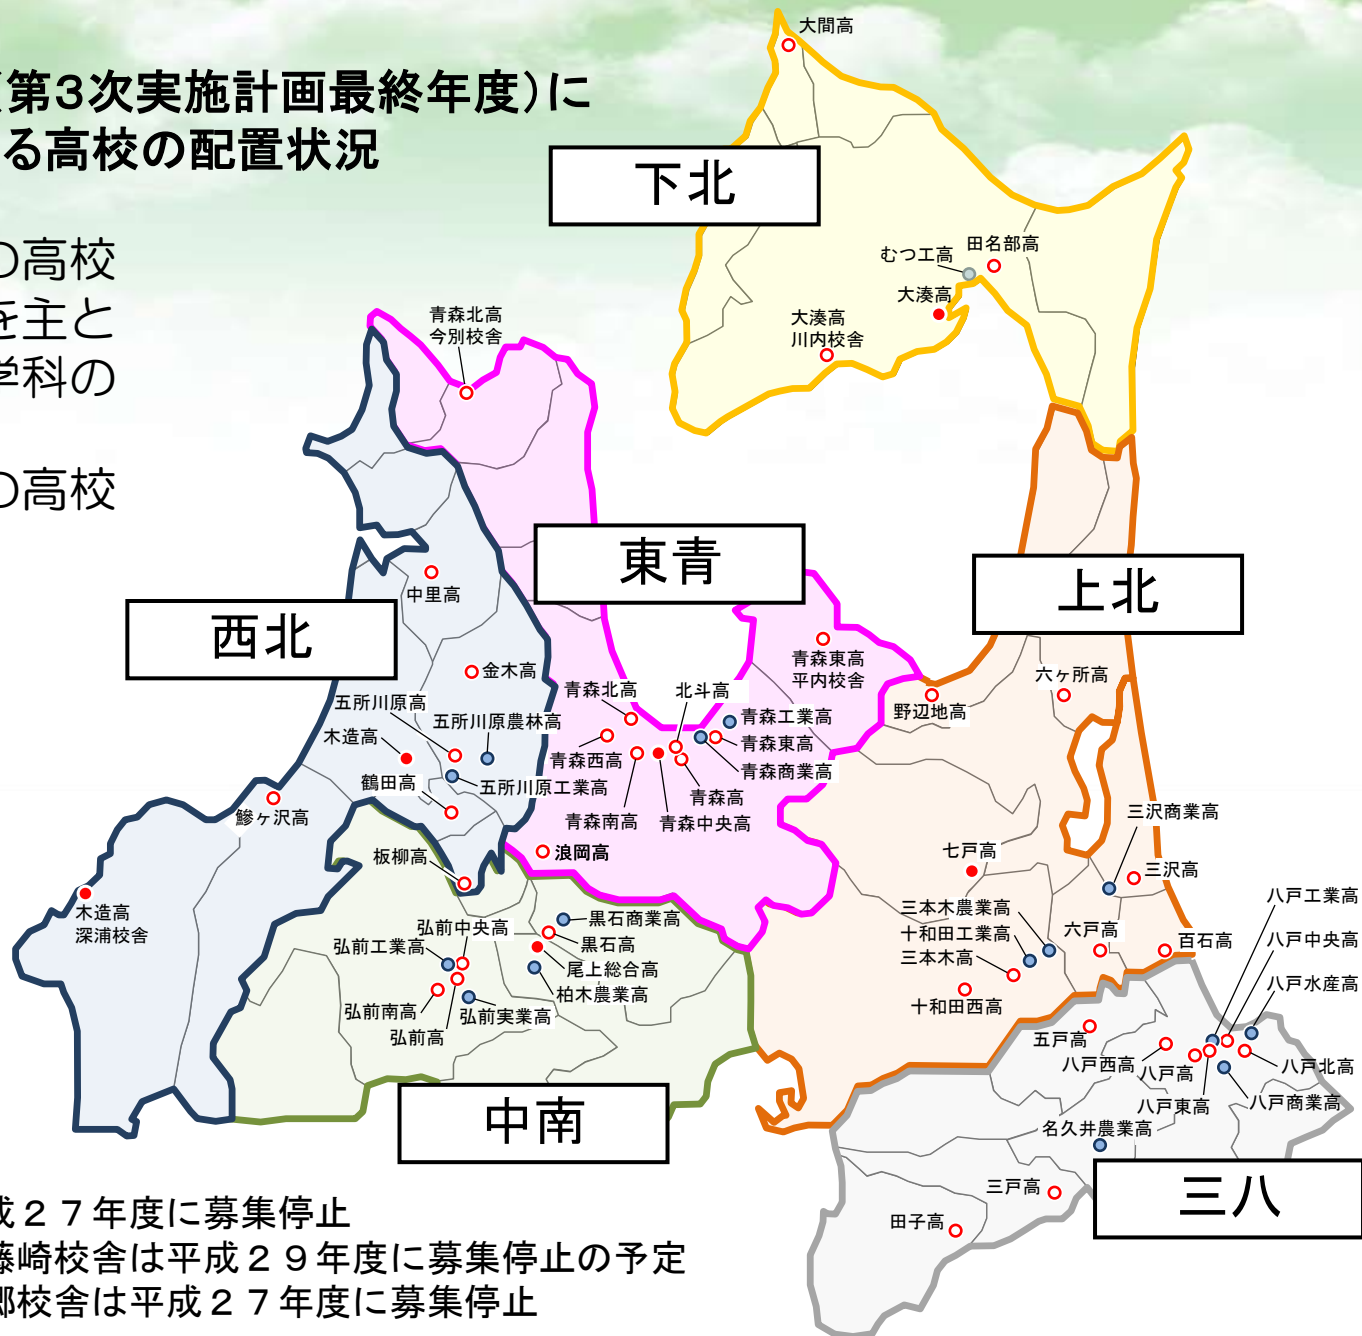 (第3次実施計画最終年度)に
る高校の配置状況
の高校
を主と
学科の
の高校
下北
大間高
むつ工高
田名部高
大湊高
大湊高
川内校舎
青森北高
今別校舎
東青
西北
上北
中里高
金木高
五所川原高
五所川原農林高
木造高
鶴田高
五所川原工業高
鰺ヶ沢高
板柳高
木造高
深浦校舎
青森北高
北斗高
青森東高
平内校舎
青森工業高
青森西高
青森東高
青森商業高
青森高
青森南高
青森中央高
浪岡高
野辺地高
六ヶ所高
三沢商業高
七戸高
三沢高
三本木農業高
十和田工業高
三本木高
十和田西高
六戸高
百石高
弘前中央高
弘前工業高
黒石商業高
黒石高
尾上総合高
柏木農業高
弘前南高
弘前実業高
弘前高
中南
八戸工業高
八戸中央高
八戸水産高
五戸高
八戸西高
八戸高
八戸北高
八戸東高
八戸商業高
名久井農業高
三戸高
田子高
三八
成27年度に募集停止
藤崎校舎は平成29年度に募集停止の予定
郷校舎は平成27年度に募集停止